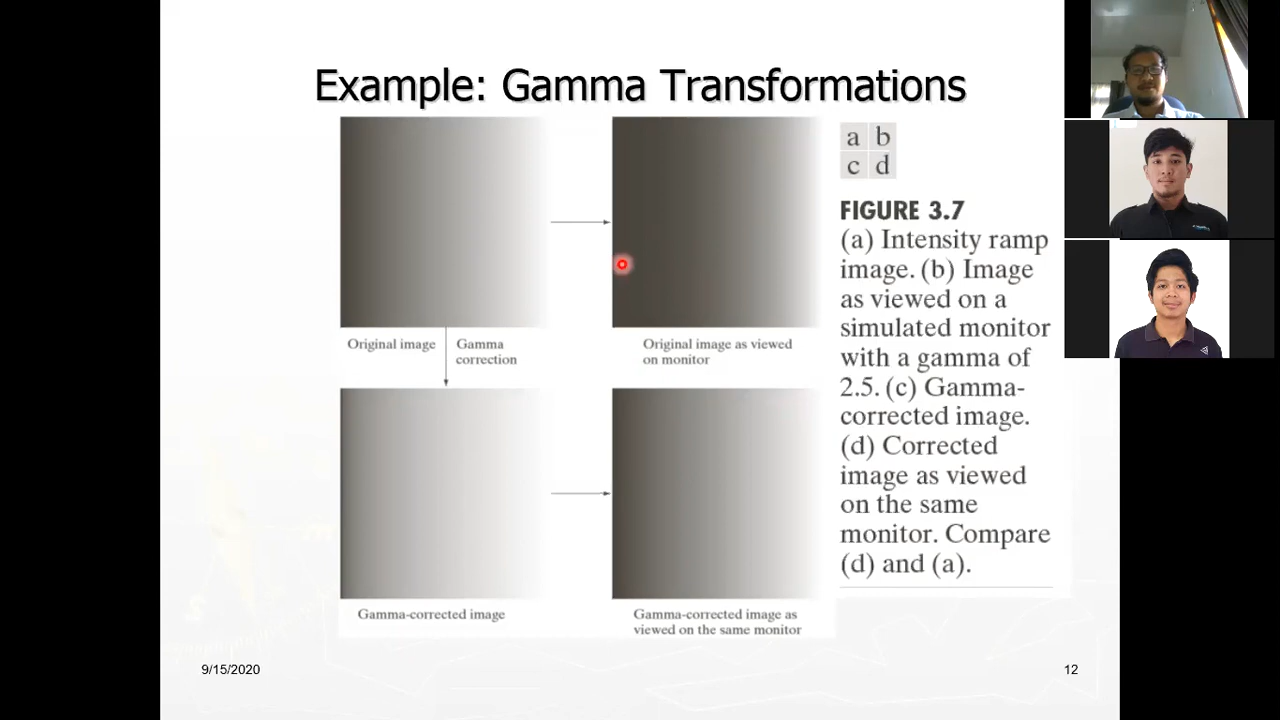 Example: Gamma Transformations
a b
c d
FIGURE 3.7
(a) Intensity ramp
image. (b) Image
as viewed on a
simulated monitor
with a gamma of
2.5. (c) Gamma-
corrected image.
(d) Corrected
image as viewed
on the same
monitor. Compare
(d) and (a).
Original image
Gamma
correction
Original image as viewed
on monitor
Gamma-corrected image
Gamma-corrected image as
viewed on the same monitor
9/15/2020
12